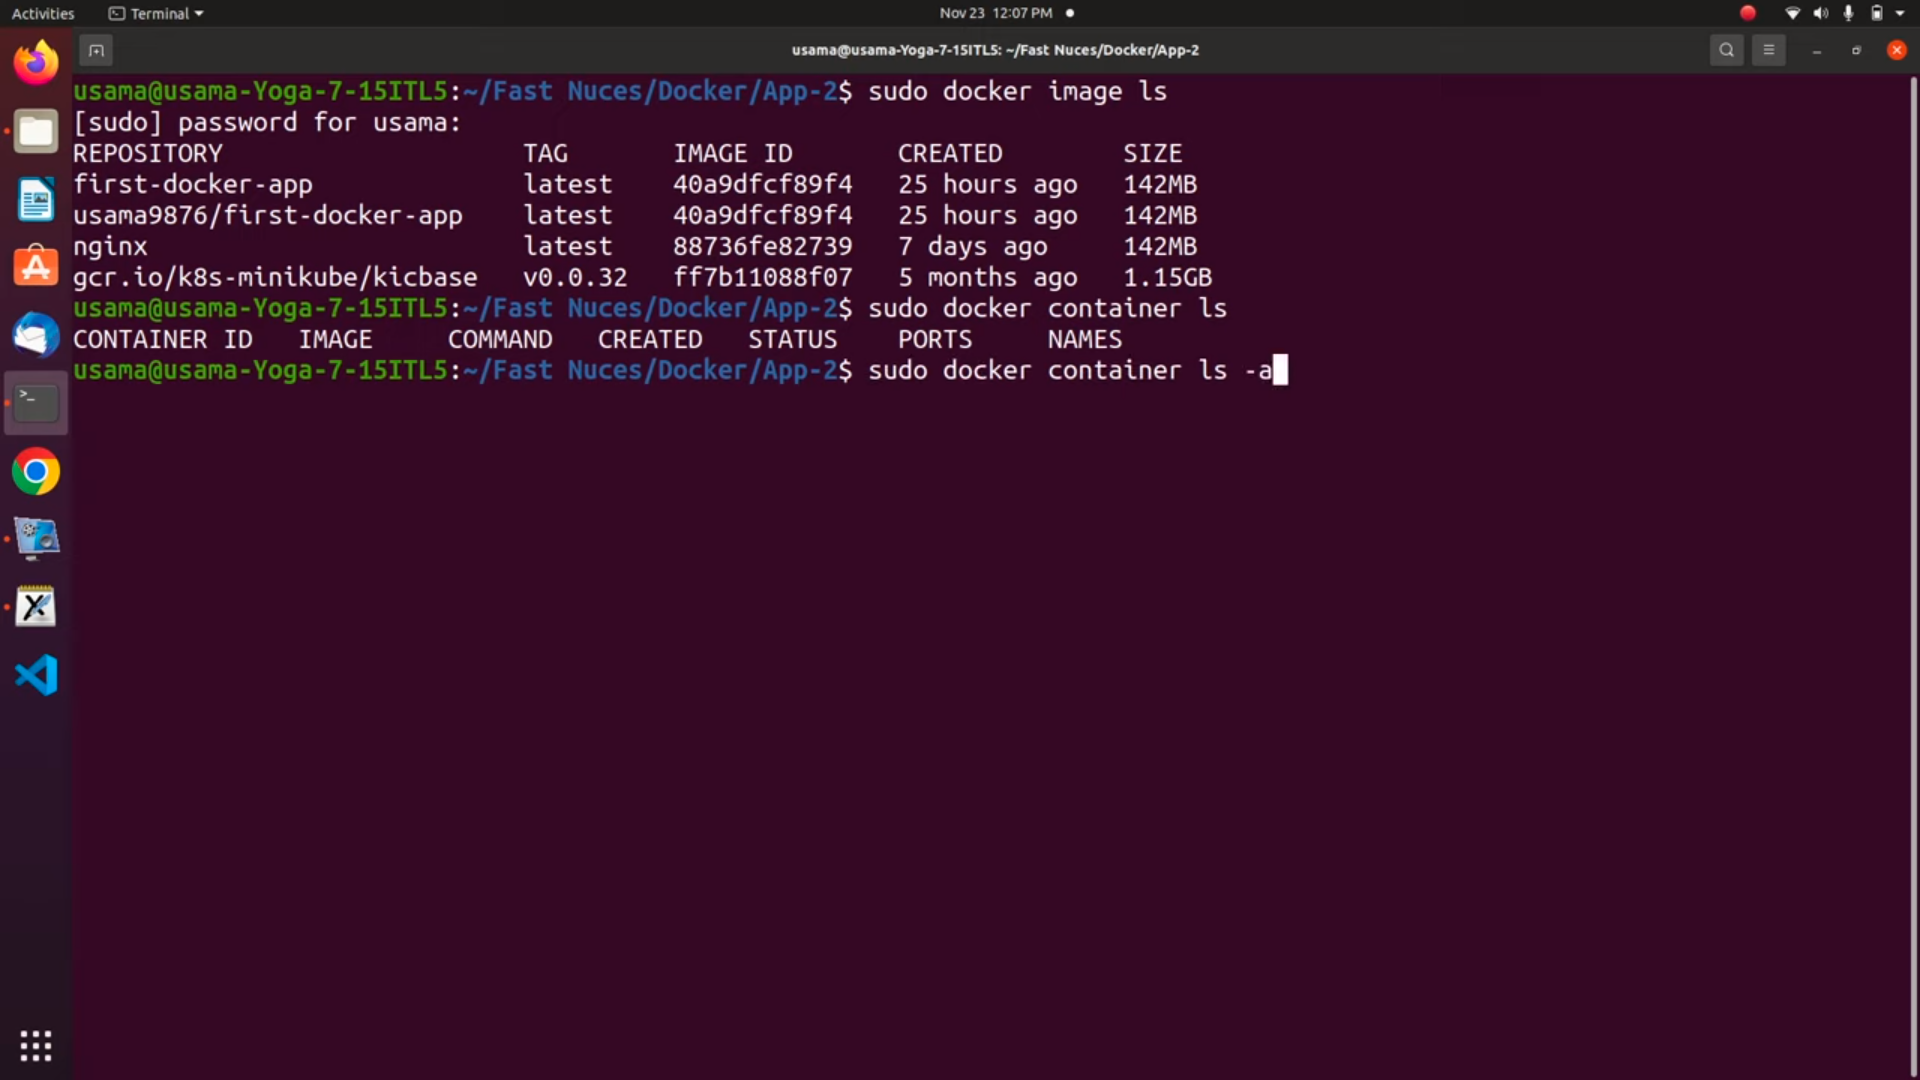 Activities Terminal Nov 23 12:07 PM
usama@usama-Yoga-7-15ITL5: ~/Fast Nuces/Docker/App-2
usama@usama-Yoga-7-15ITL5:~/Fast Nuces/Docker/App-2$ sudo docker image ls
[sudo] password for usama:
REPOSITORY TAG IMAGE ID CREATED SIZE
first-docker-app latest 40a9dfcf89f4 25 hours ago 142MB
usama9876/first-docker-app latest 40a9dfcf89f4 25 hours ago 142MB
nginx latest 88736fe82739 7 days ago 142MB
gcr.io/k8s-minikube/kicbase v0.0.32 ff7b11088f07 5 months ago 1.15GB
usama@usama-Yoga-7-15ITL5:~/Fast Nuces/Docker/App-2$ sudo docker container ls
CONTAINER ID IMAGE COMMAND CREATED STATUS PORTS NAMES
usama@usama-Yoga-7-15ITL5:~/Fast Nuces/Docker/App-2$ sudo docker container ls -a